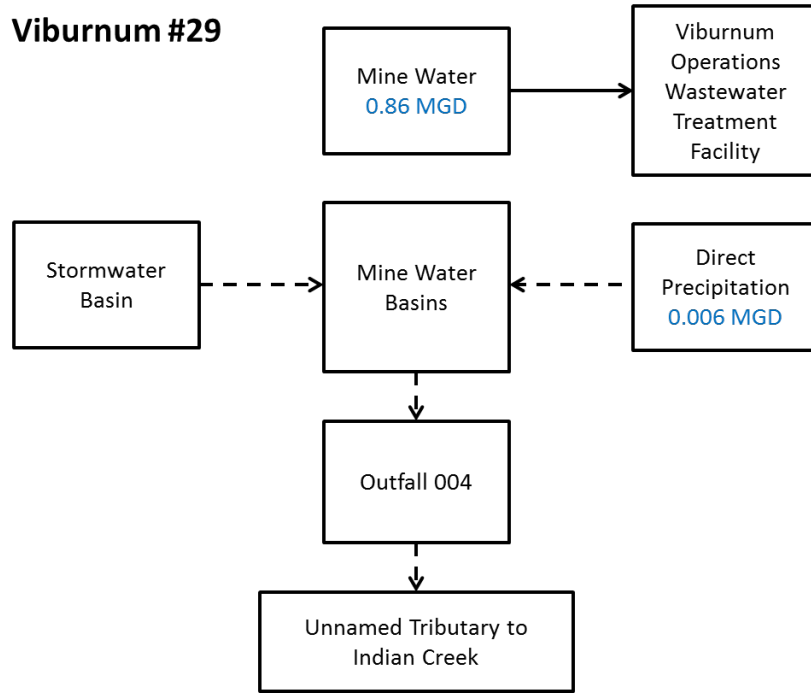 Viburnum #29
Mine Water
0.86 MGD
Viburnum
Operations
Wastewater
Treatment
Facility
Stormwater
Basin
Mine Water
Basins
Direct
Precipitation
0.006 MGD
Outfall 004
Unnamed Tributary to
Indian Creek